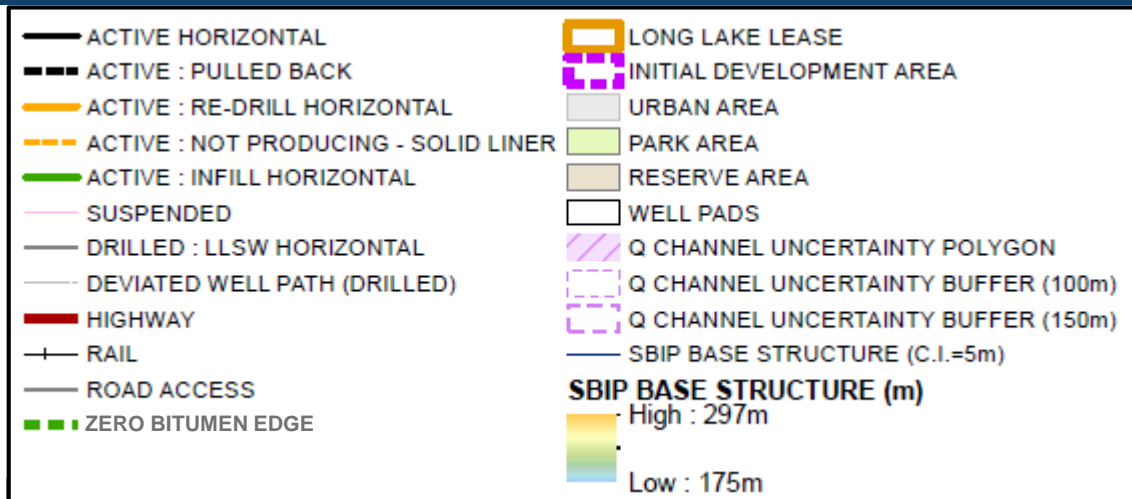 ACTIVE HORIZONTAL
ACTIVE : PULLED BACK
ACTIVE : RE-DRILL HORIZONTAL
ACTIVE : NOT PRODUCING - SOLID LINER
ACTIVE : INFILL HORIZONTAL
SUSPENDED
DRILLED : LLSW HORIZONTAL
DEVIATED WELL PATH (DRILLED)
HIGHWAY
RAIL
ROAD ACCESS
ZERO BITUMEN EDGE
LONG LAKE LEASE
INITIAL DEVELOPMENT AREA
URBAN AREA
PARK AREA
RESERVE AREA
WELL PADS
Q CHANNEL UNCERTAINTY POLYGON
Q CHANNEL UNCERTAINTY BUFFER (100m)
Q CHANNEL UNCERTAINTY BUFFER (150m)
SBIP BASE STRUCTURE (C.I.=5m)
SBIP BASE STRUCTURE (m)
High : 297m
Low : 175m